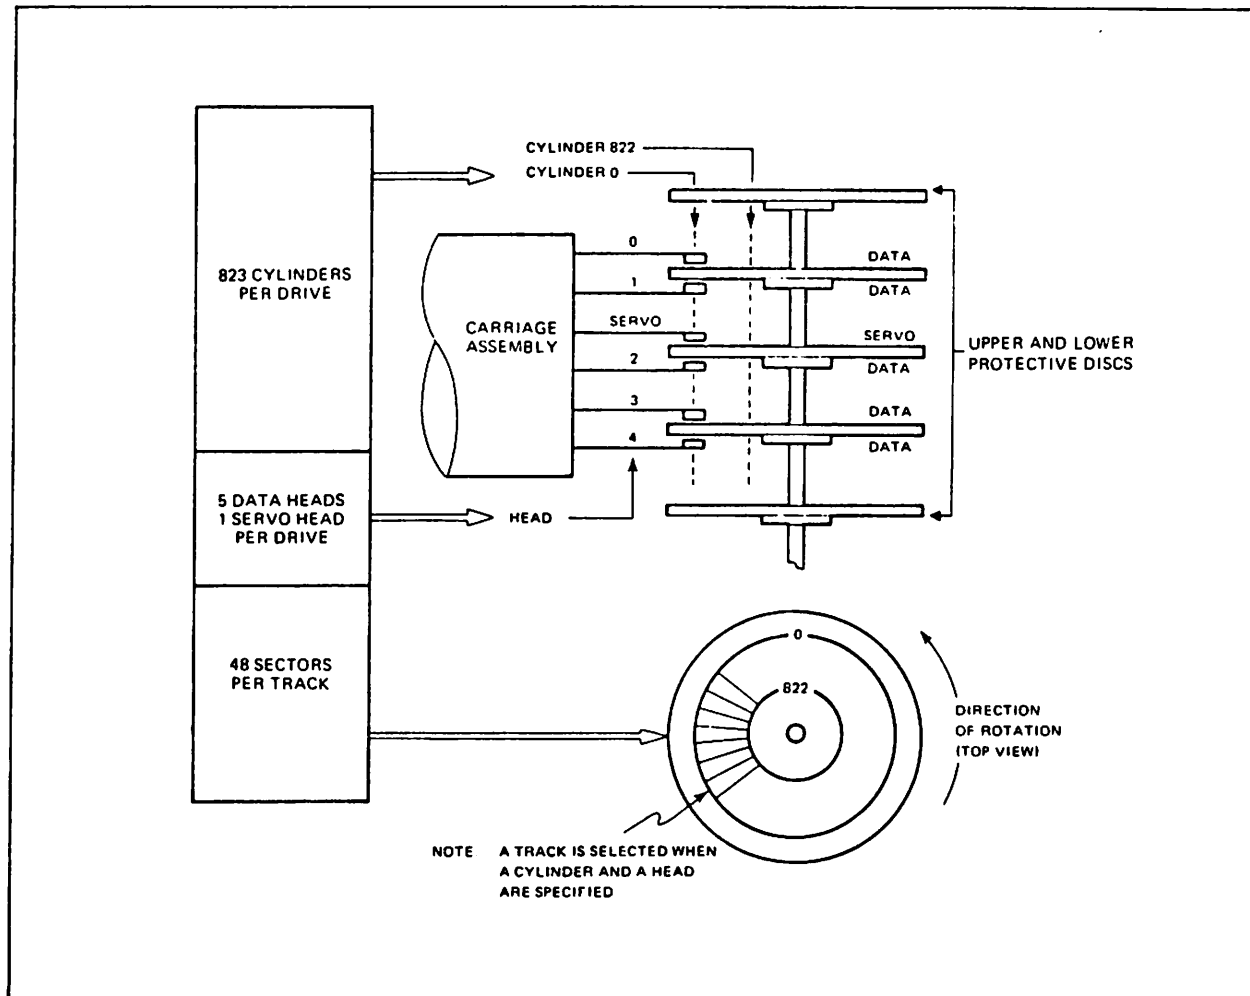 823 CYLINDERS
PER DRIVE
5 DATA HEADS
1 SERVO HEAD
PER DRIVE
48 SECTORS
PER TRACK
CYLINDER 822
CYLINDER 0
CARRIAGE
ASSEMBLY
0
1
SERVO
2
3
4
HEAD
DATA
DATA
SERVO
DATA
DATA
DATA
UPPER AND LOWER
PROTECTIVE DISCS
0
822
DIRECTION
OF ROTATION
(TOP VIEW)
NOTE A TRACK IS SELECTED WHEN
A CYLINDER AND A HEAD
ARE SPECIFIED